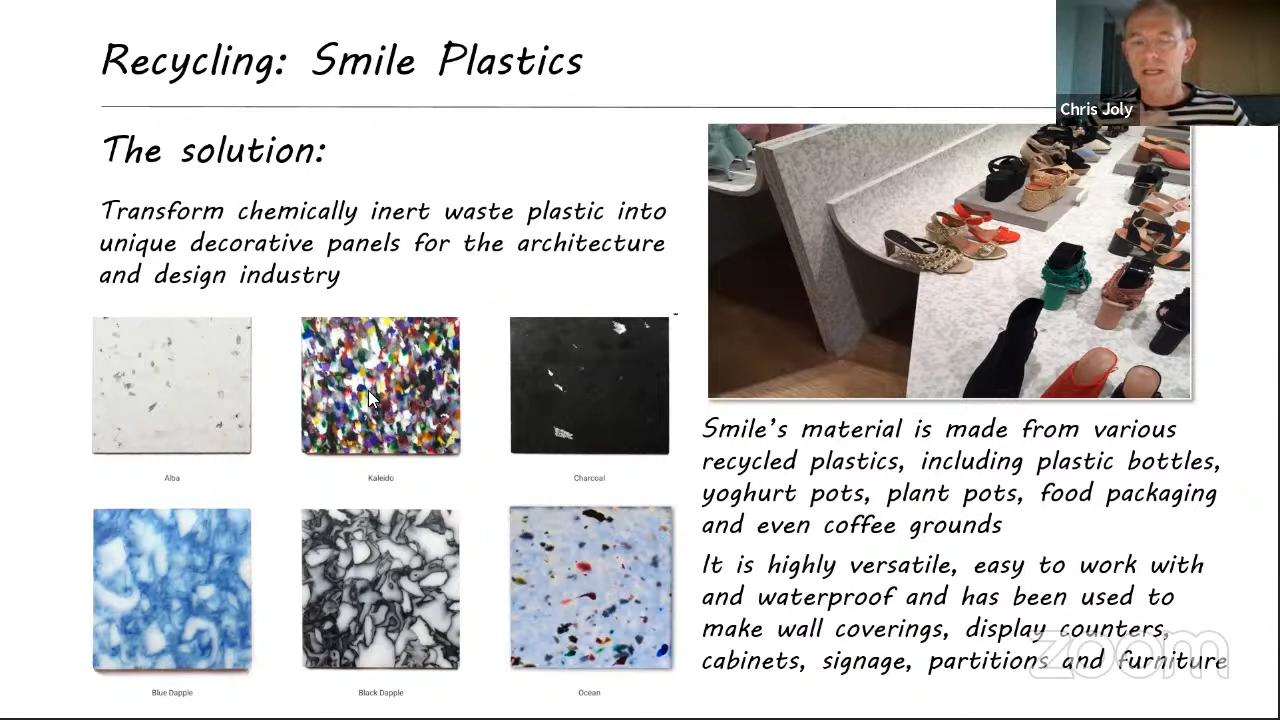 Recycling: Smile Plastics
Chris Joly
The solution:
Transform chemically inert waste plastic into
unique decorative panels for the architecture
and design industry
Alba
Kaleido
Charcoal
Blue Dapple
Black Dapple
Ocean
Smile's material is made from various
recycled plastics, including plastic bottles,
yoghurt pots, plant pots, food packaging
and even coffee grounds
It is highly versatile, easy to work with
and waterproof and has been used to
make wall coverings, display counters,
cabinets, signage, partitions and furniture
zoom